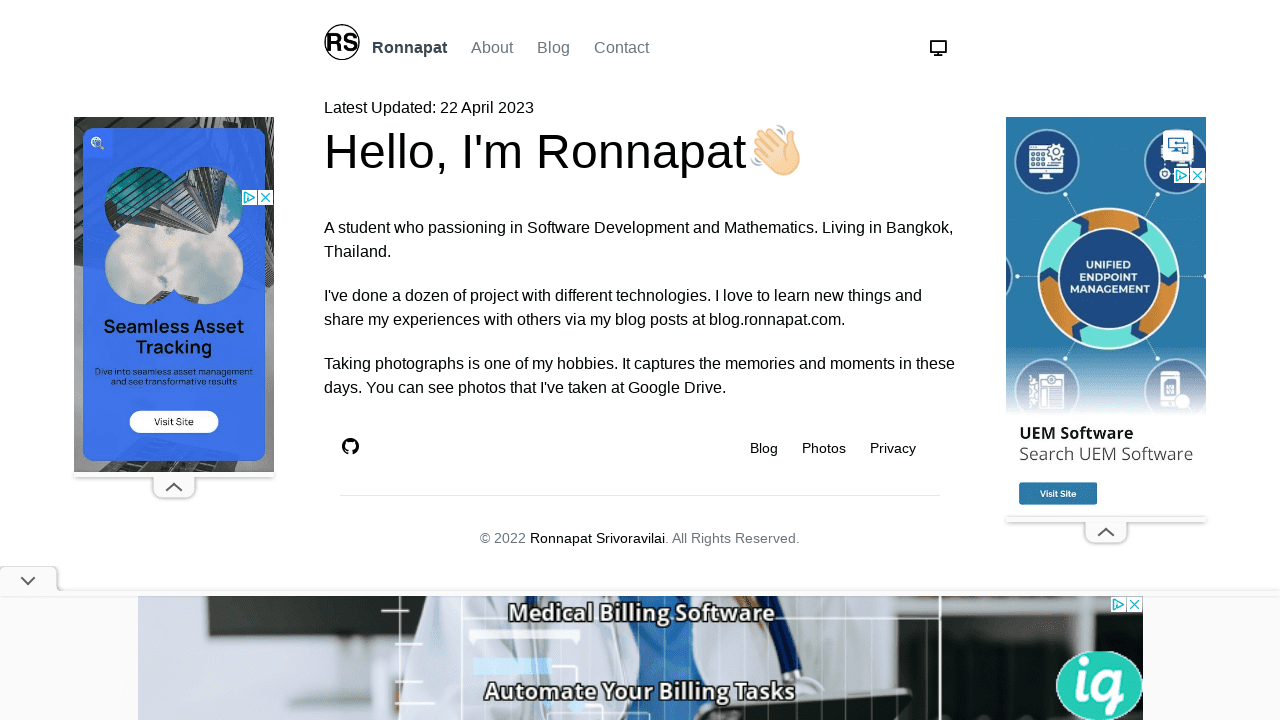 RS
Ronnapat About Blog Contact
Latest Updated: 22 April 2023
Hello, I'm Ronnapat
A student who passioning in Software Development and Mathematics. Living in Bangkok,
Thailand.
I've done a dozen of project with different technologies. I love to learn new things and
share my experiences with others via my blog posts at blog.ronnapat.com.
Taking photographs is one of my hobbies. It captures the memories and moments in these
days. You can see photos that I've taken at Google Drive.
Blog Photos Privacy
© 2022 Ronnapat Srivoravilai. All Rights Reserved.
Seamless Asset
Tracking
Dive into seamless asset management
and see transformative results
Visit Site
UNIFIED
ENDPOINT
MANAGEMENT
UEM Software
Search UEM Software
Visit Site
Medical Billing Software
Automate Your Billing Tasks
iq